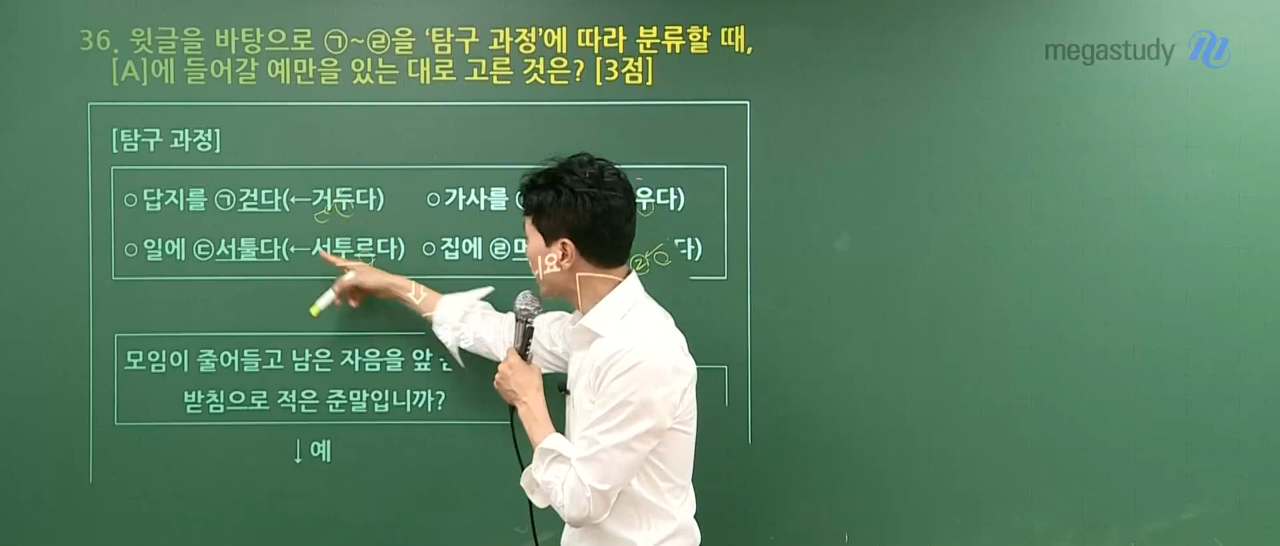 36. 윗글을 바탕으로 ㉠~㉣을 ‘탐구 과정’에 따라 분류할 때,
[A]에 들어갈 예만을 있는 대로 고른 것은? [3점]
megastudy
[탐구 과정]
○ 답지를 ㉠걷다(←거두다) ○ 가사를 우다)
○ 일에 ㉢서툴다(←서투르다) ○ 집에 ㉣ 다)
니요
모임이 줄어들고 남은 자음을 앞
받침으로 적은 준말입니까?
↓ 예